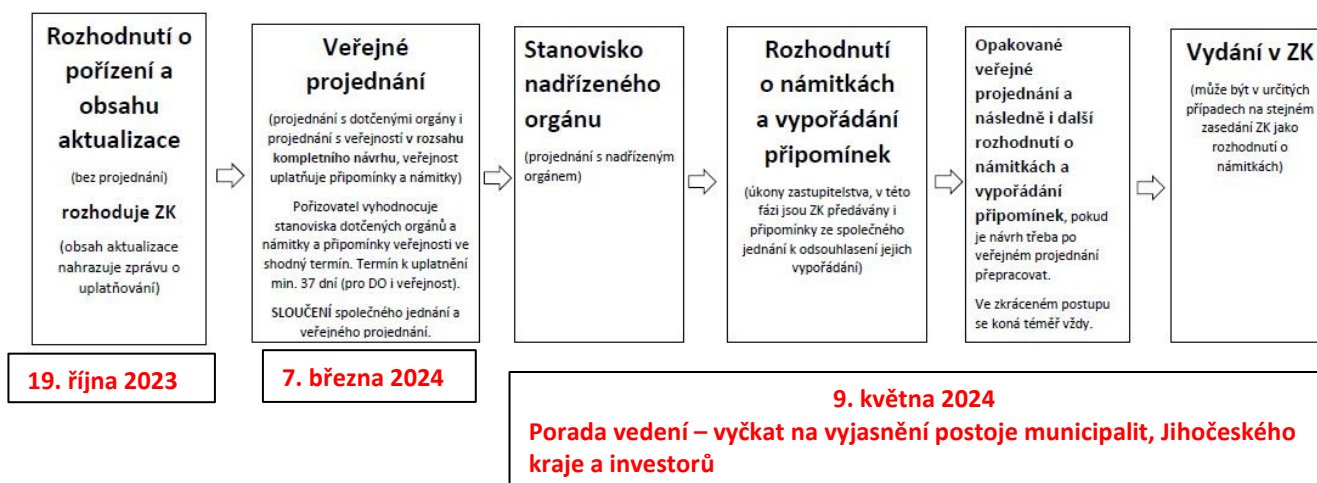 Rozhodnutí o
pořízení a
obsahu
aktualizace
(bez projednání)
rozhoduje ZK
(obsah aktualizace
nahrazuje zprávu o
uplatňování)
Veřejné
projednání
(projednání s dotčenými orgány i
projednání s veřejností v rozsahu
kompletního návrhu, veřejnost
uplatňuje připomínky a námitky)
Pořizovatel vyhodnocuje
stanoviska dotčených orgánů a
námitky a připomínky veřejnosti ve
shodný termín. Termín k uplatnění
min. 37 dní (pro DO i veřejnost).
SLOUČENÍ společného jednání a
veřejného projednání.
Stanovisko
nadřízeného
orgánu
(projednání s nadřízeným
orgánem)
Rozhodnutí
o námitkách
a vypořádání
připomínek
(úkony zastupitelstva, v této
fázi jsou ZK předávány i
připomínky ze společného
jednání k odsouhlasení jejich
vypořádání)
Opakované
veřejné
projednání a
následně i další
rozhodnutí o
námitkách a
vypořádání
připomínek, pokud
je návrh třeba po
veřejném projednání
přepracovat.
Ve zkráceném postupu
se koná téměř vždy.
Vydání v ZK
(může být v určitých
případech na stejném
zasedání ZK jako
rozhodnutí o
námitkách)
19. října 2023
7. března 2024
9. května 2024
Porada vedení – vyčkat na vyjasnění postoje municipalit, Jihočeského
kraje a investorů